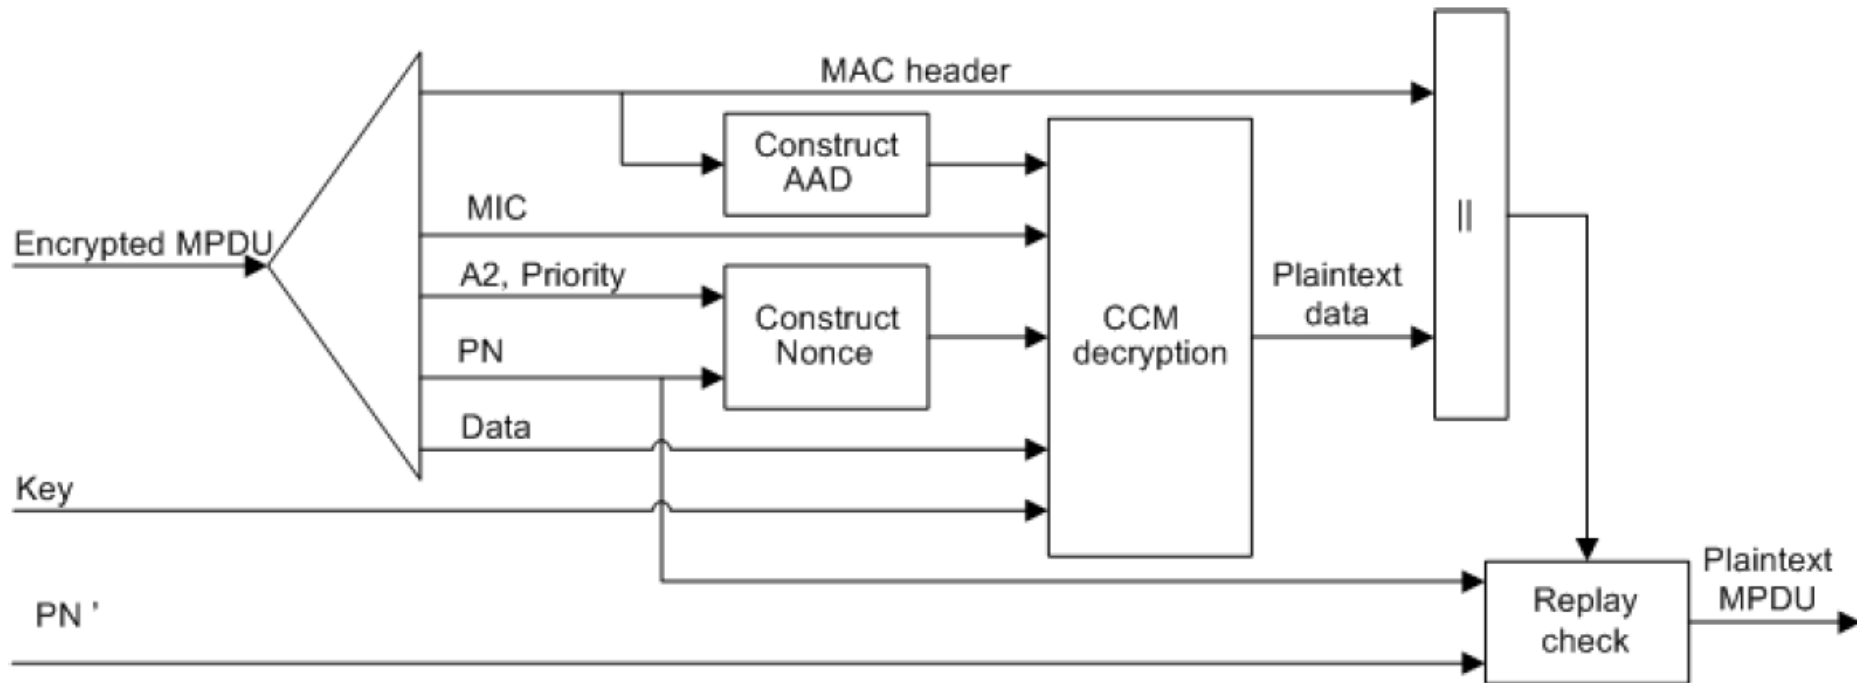 MAC header
Construct
AAD
MIC
Encrypted MPDU
A2, Priority
Construct
Nonce
PN
Data
Key
PN '
CCM
decryption
Plaintext
data
||
Replay
check
Plaintext
MPDU